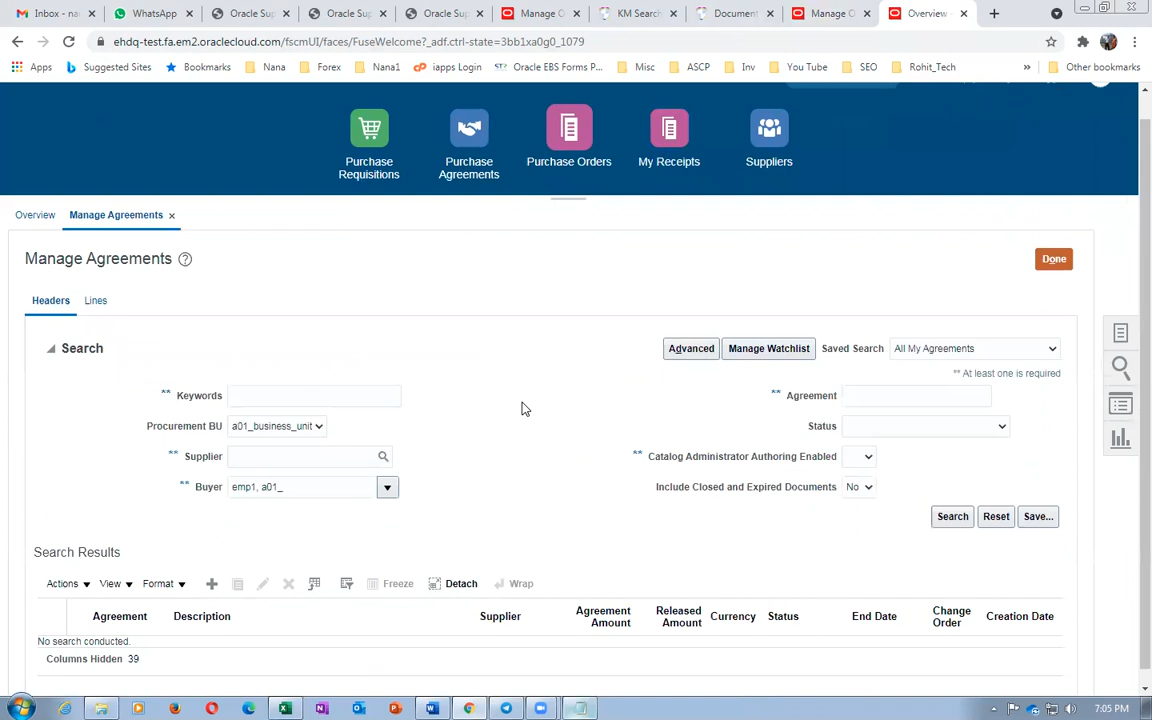 Inbox - na
WhatsApp
Oracle Sup
Oracle Sup
Oracle Sup
Manage O
KM Search
Document
Manage O
Overview
ehdq-test.fa.em2.oraclecloud.com/fscmUI/faces/FuseWelcome?_adf.ctrl-state=3bb1xa0g0_1079
Apps
Suggested Sites
Bookmarks
Nana
Forex
Nana1
iapps Login
Oracle EBS Forms P...
Misc
ASCP
Inv
You Tube
SEO
Rohit_Tech
»
Other bookmarks
Purchase Requisitions
Purchase Agreements
Purchase Orders
My Receipts
Suppliers
Overview
Manage Agreements
Manage Agreements
Done
Headers
Lines
Search
Advanced
Manage Watchlist
Saved Search All My Agreements
** At least one is required
** Keywords
** Agreement
Procurement BU a01_business_unit
Status
** Supplier
** Catalog Administrator Authoring Enabled
** Buyer emp1, a01_
Include Closed and Expired Documents No
Search
Reset
Save...
Search Results
Actions
View
Format
Freeze
Detach
Wrap
Agreement
Description
Supplier
Agreement Amount
Released Amount
Currency
Status
End Date
Change Order
Creation Date
No search conducted.
Columns Hidden 39
7:05 PM